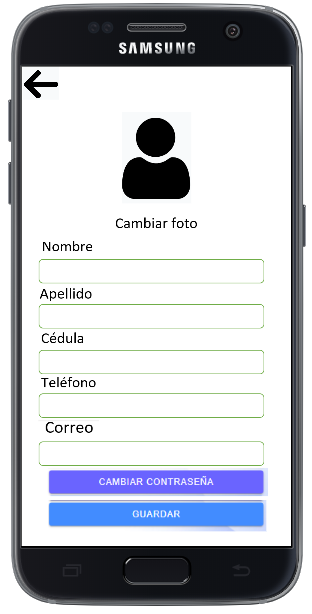 SAMSUNG
Cambiar foto
Nombre
Apellido
Cédula
Teléfono
Correo
CAMBIAR CONTRASEÑA
GUARDAR